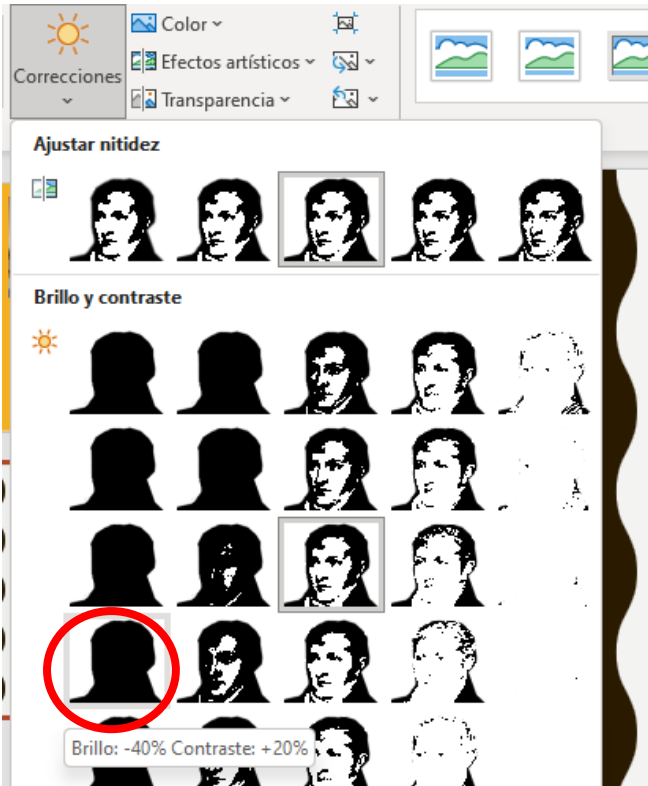 Color
Efectos artísticos
Correcciones
Transparencia
Ajustar nitidez
Brillo y contraste
Brillo: -40% Contraste: +20%